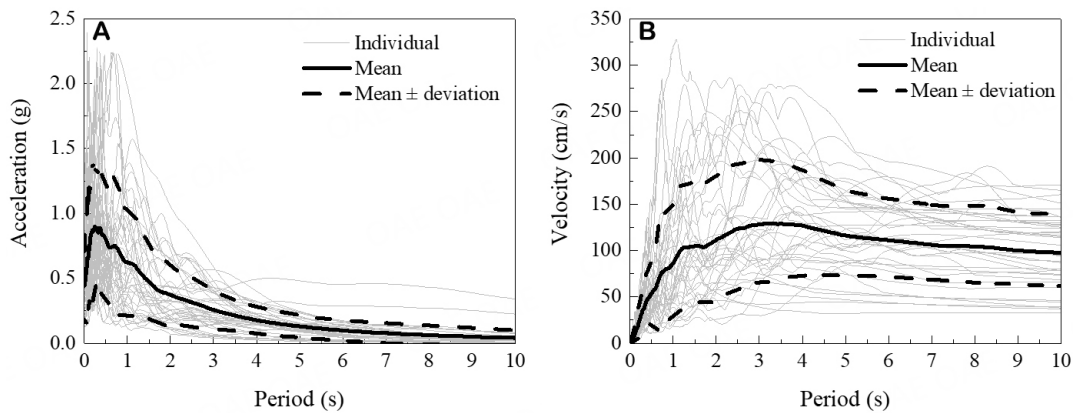 A
Individual
Mean
Mean ± deviation
2.5
2.0
1.5
1.0
0.5
0.0
Acceleration (g)
0 1 2 3 4 5 6 7 8 9 10
Period (s)
B
Individual
Mean
Mean ± deviation
350
300
250
200
150
100
50
0
Velocity (cm/s)
0 1 2 3 4 5 6 7 8 9 10
Period (s)